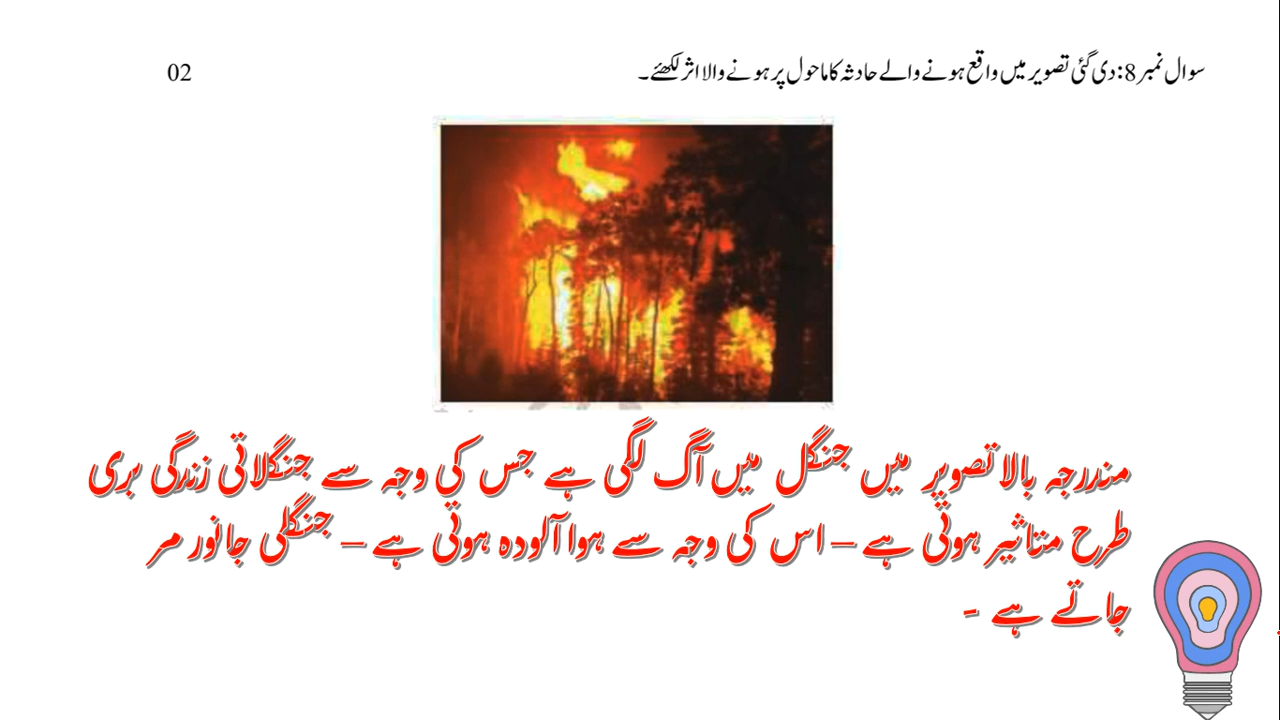 سوال نمبر 8: دی گئی تصویر میں واقع ہونے والے حادثہ کا ماحول پر ہونے والا اثر لکھئے۔ 02
مندرجہ بالا تصویر میں جنگل میں آگ لگی ہے جس کی وجہ سے جنگلاتی زندگی بری
طرح متاثیر ہوتی ہے – اس کی وجہ سے ہوا آلودہ ہوتی ہے – جنگلی جانور مر
جاتے ہے -